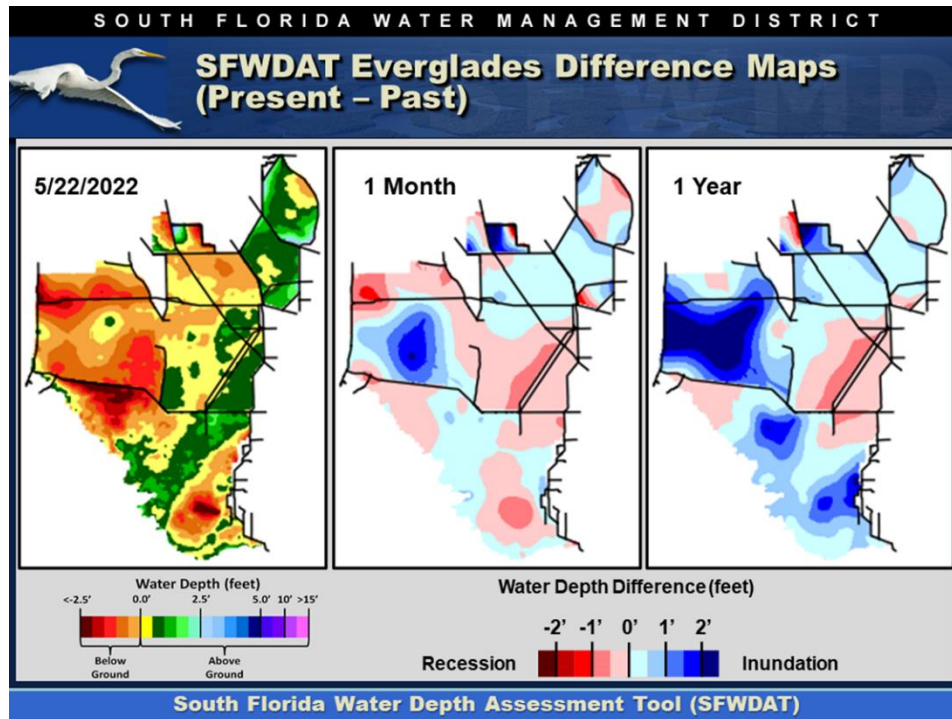 SOUTH FLORIDA WATER MANAGEMENT DISTRICT
SFWDAT Everglades Difference Maps
(Present – Past)
SFWMD
5/22/2022
1 Month
1 Year
Water Depth (feet)
<-2.5' 0.0' 2.5' 5.0' 10' >15'
Below
Ground
Above
Ground
Water Depth Difference (feet)
-2' -1' 0' 1' 2'
Recession
Inundation
South Florida Water Depth Assessment Tool (SFWDAT)